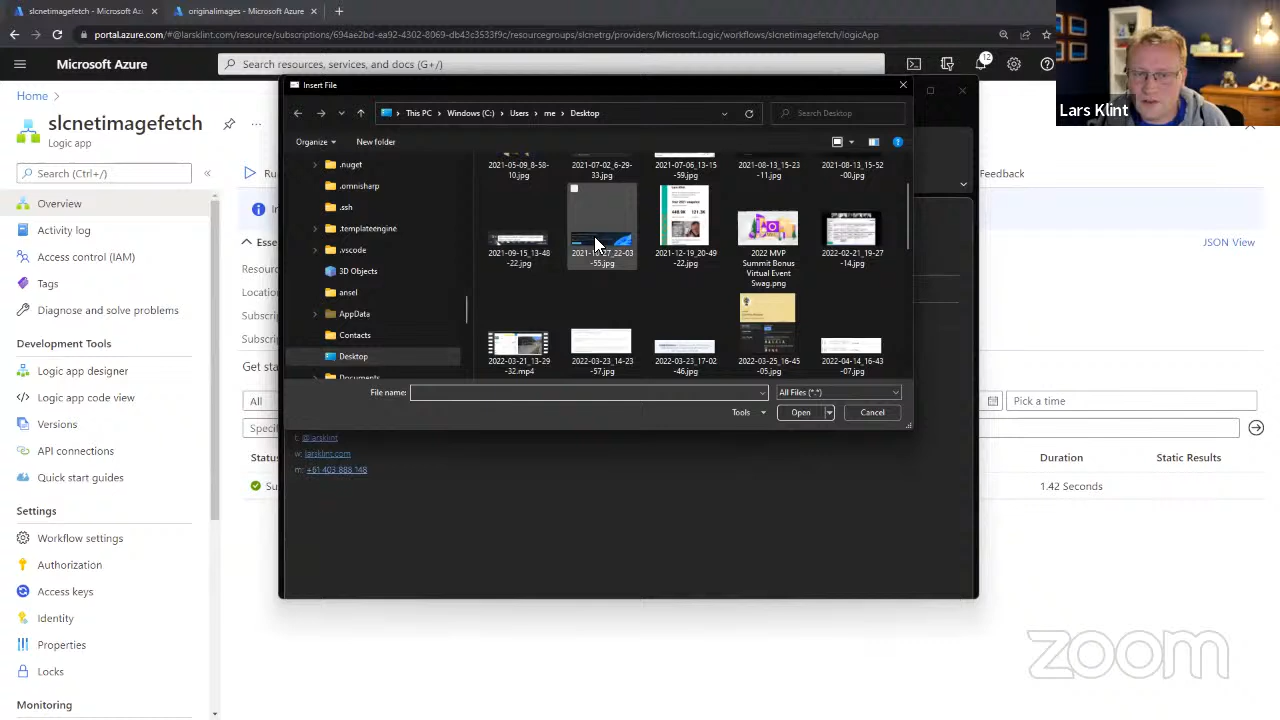 slcnetimagefetch - Microsoft Az
originalimages - Microsoft Azure
portal.azure.com/#@larsklint.com/resource/subscriptions/694ae2bd-ea92-4302-8069-db43c3533f9c/resourcegroups/slcnetrg/providers/Microsoft.Logic/workflows/slcnetimagefetch/logicApp
Microsoft Azure
Search resources, services, and docs (G+/)
12
Lars Klint
Home
slcnetimagefetch
Logic app
Search (Ctrl+/)
Overview
Activity log
Access control (IAM)
Tags
Diagnose and solve problems
Development Tools
Logic app designer
Logic app code view
Versions
API connections
Quick start guides
Settings
Workflow settings
Authorization
Access keys
Identity
Properties
Locks
Monitoring
Feedback
JSON View
All
Pick a time
Duration
Static Results
1.42 Seconds
Insert File
This PC
Windows (C:)
Users
me
Desktop
Search Desktop
Organize
New folder
.nuget
.omnisharp
.ssh
.templateengine
.vscode
3D Objects
ansel
AppData
Contacts
Desktop
Documents
2021-05-09_8-58-10.jpg
2021-07-02_6-29-33.jpg
2021-07-06_13-15-59.jpg
2021-08-13_15-23-11.jpg
2021-08-13_15-52-00.jpg
2021-09-15_13-48-22.jpg
2021-12-19_20-49-22.jpg
2022 MVP
Summit Bonus
Virtual Event
Swag.png
2022-02-21_19-27-14.jpg
2022-03-21_13-29-32.mp4
2022-03-23_14-23-57.jpg
2022-03-23_17-02-46.jpg
2022-03-25_16-45-05.jpg
2022-04-14_16-43-07.jpg
File name:
All Files (*.*)
Tools
Open
Cancel
t: @larsklint
w: larsklint.com
m: +61 403 888 148
zoom